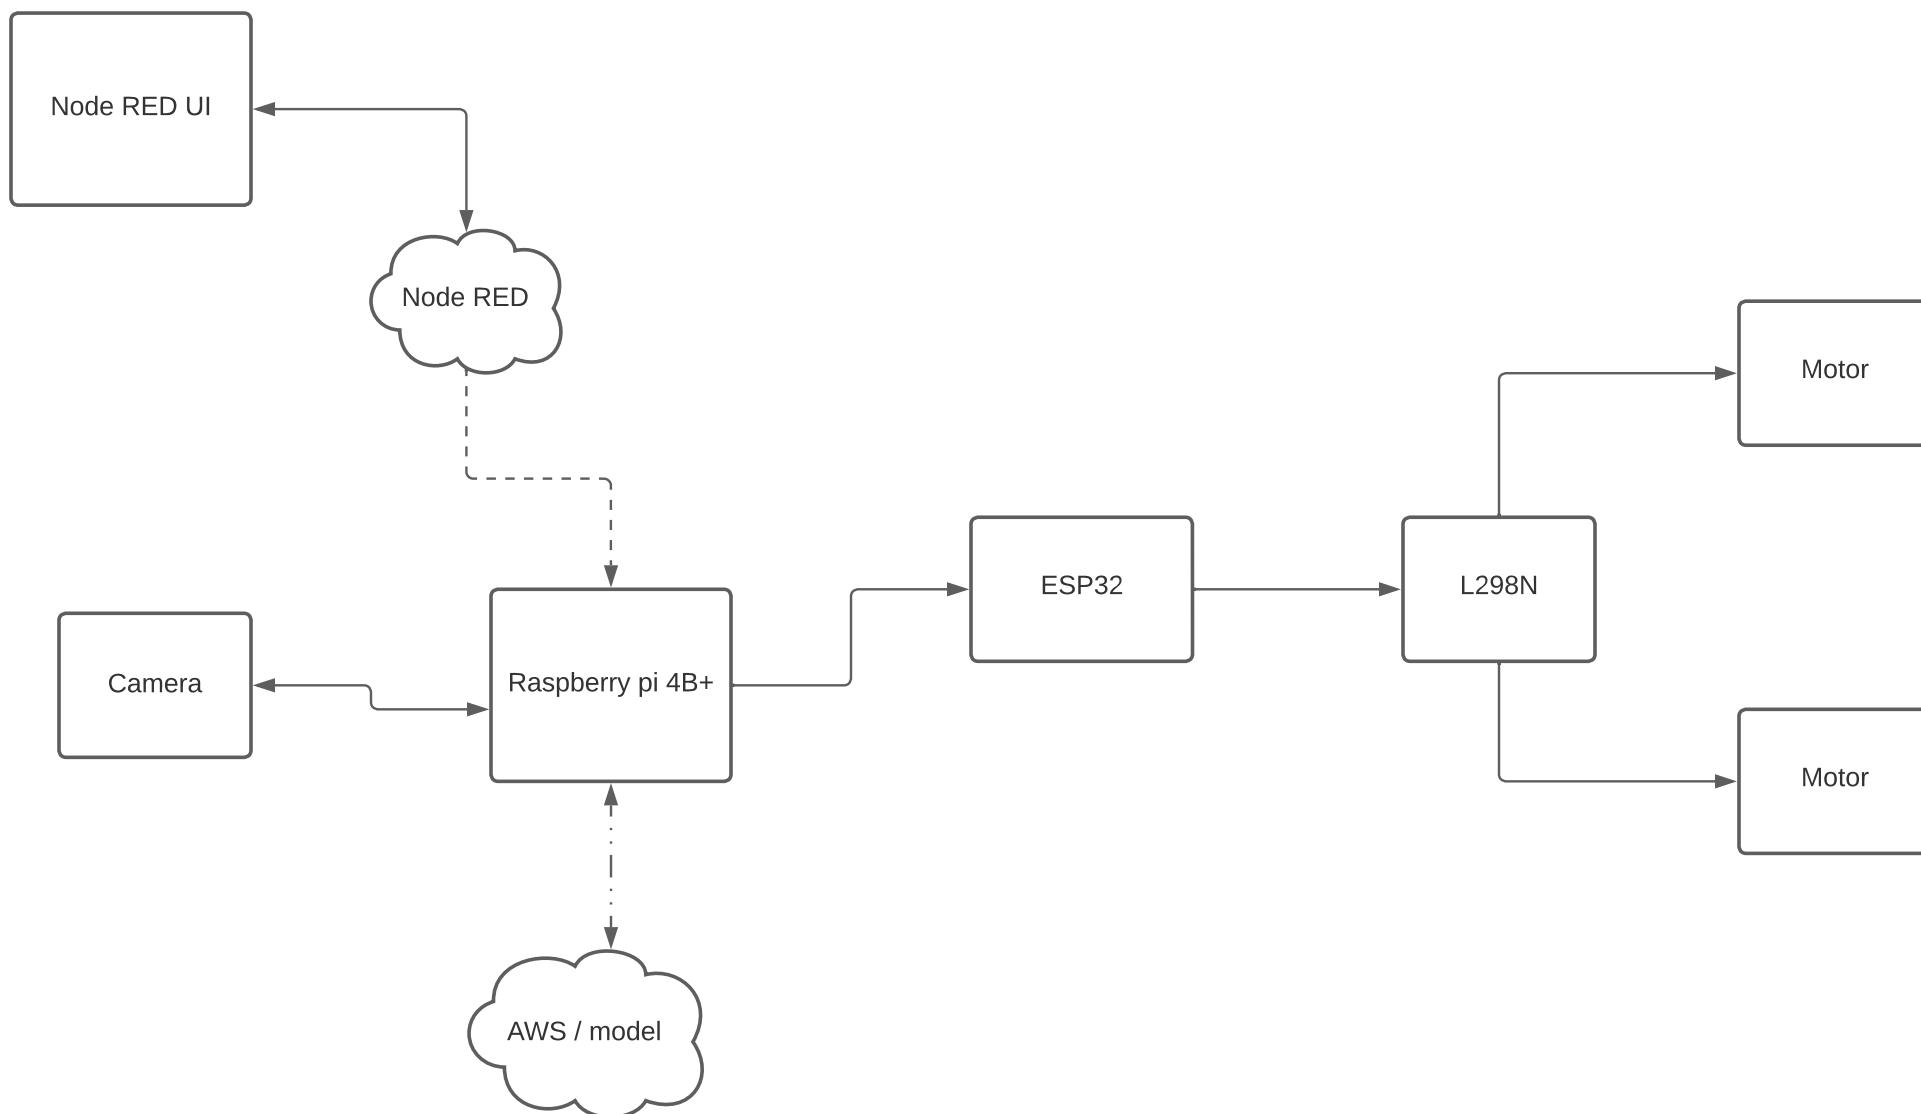 Node RED UI
Node RED
Motor
ESP32
L298N
Camera
Raspberry pi 4B+
Motor
AWS / model